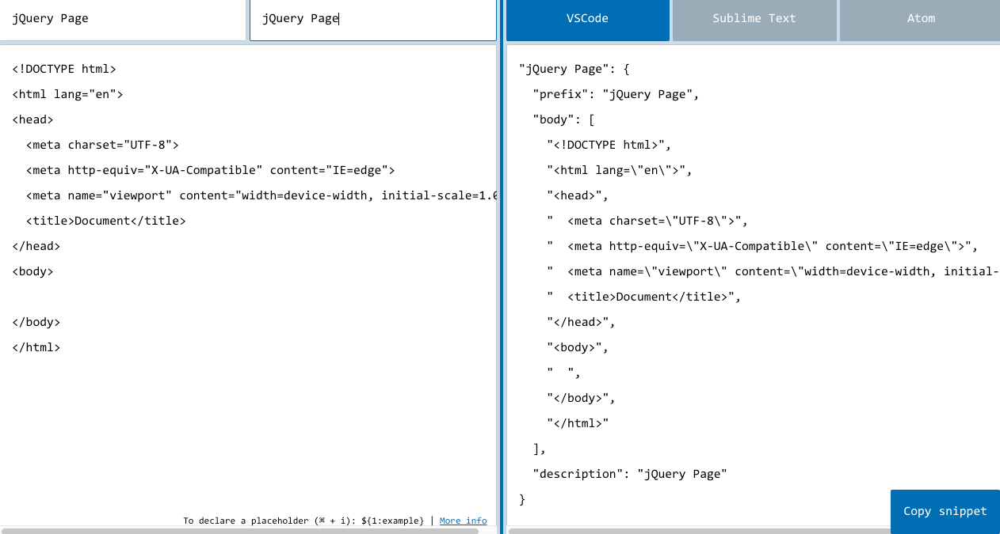 jQuery Page
jQuery Page
<!DOCTYPE html>
<html lang="en">
<head>
  <meta charset="UTF-8">
  <meta http-equiv="X-UA-Compatible" content="IE=edge">
  <meta name="viewport" content="width=device-width, initial-scale=1.0
  <title>Document</title>
</head>
<body>
</body>
</html>
To declare a placeholder (⌘ + i): ${1:example} | More info
VSCode
Sublime Text
Atom
"jQuery Page": {
  "prefix": "jQuery Page",
  "body": [
    "<!DOCTYPE html>",
    "<html lang=\"en\">",
    "<head>",
    "  <meta charset=\"UTF-8\">",
    "  <meta http-equiv=\"X-UA-Compatible\" content=\"IE=edge\">",
    "  <meta name=\"viewport\" content=\"width=device-width, initial-
    "  <title>Document</title>",
    "</head>",
    "<body>",
    "  ",
    "</body>",
    "</html>"
  ],
  "description": "jQuery Page"
}
Copy snippet